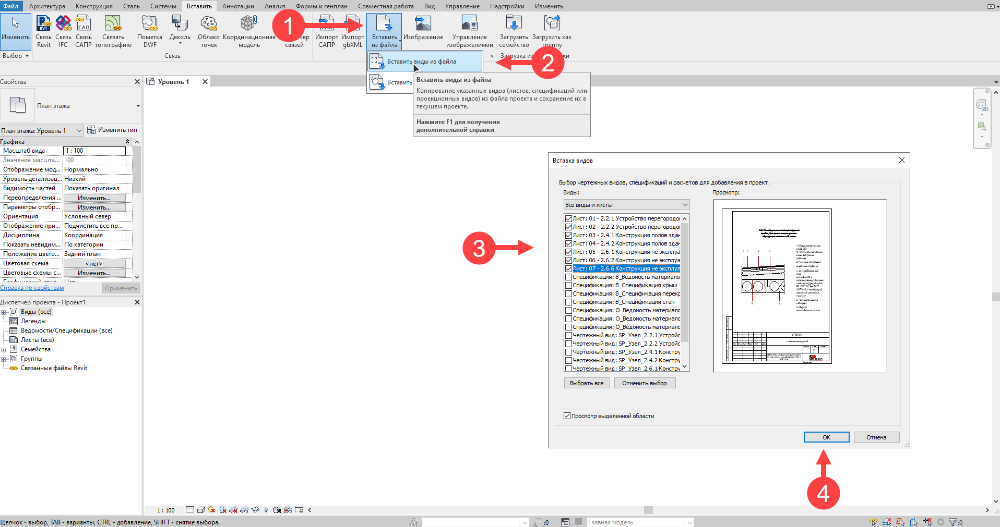 Файл Архитектура Конструкция Сталь Системы Вставить Аннотации Анализ Формы и генплан Совместная работа Вид Управление Надстройки Изменить
Изменить
Связь Revit
Связь IFC
Связь САПР
Связать топографию
Пометка DWF
Деколь
Облако точек
Координационная модель
чер связей
Импорт САПР
Импорт gbXML
Вставить из файла
Изображение
Управление изображениями
Загрузить семейство
Загрузить как группу
Выбор
Связь
Загрузка из
ки
1
2
Вставить виды из файла
Вставить
Вставить виды из файла
Копирование указанных видов (листов, спецификаций или
проекционных видов) из файла проекта и сохранение их в
текущем проекте.
Нажмите F1 для получения
дополнительной справки
Свойства
План этажа
План этажа: Уровень 1
Изменить тип
Графика
Масштаб вида 1 : 100
Значение масшта... 100
Отображение мод... Нормально
Уровень детализац... Низкий
Видимость частей Показать оригинал
Переопределения ... Изменить...
Параметры отобр... Изменить...
Ориентация Условный север
Отображение при... Подчистить все пр...
Дисциплина Координация
Показать невидим... По категории
Положение цвето... Задний план
Цветовая схема <нет>
Цветовые схемы с... Изменить...
Справка по свойствам
Применить
Диспетчер проекта - Проект1
Виды (все)
Легенды
Ведомости/Спецификации (все)
Листы (все)
Семейства
Группы
Связанные файлы Revit
Уровень 1
2D
3
Вставка видов
Выбор чертежных видов, спецификаций и расчетов для добавления в проект.
Виды:
Все виды и листы
Лист: 01 - 2.2.1 Устройство перегородо
Лист: 02 - 2.2.2 Устройство перегородо
Лист: 03 - 2.4.1 Конструкция полов здан
Лист: 04 - 2.4.2 Конструкция полов здан
Лист: 05 - 2.6.1 Конструкция не эксплуа
Лист: 06 - 2.6.2 Конструкция не эксплуа
Лист: 07 - 2.6.6 Конструкция не эксплуа
Спецификация: В_Ведомость материало
Спецификация: В_Спецификация крыш
Спецификация: В_Спецификация перекр
Спецификация: В_Спецификация стен
Спецификация: О_Ведомость материало
Спецификация: О_Ведомость материало
Спецификация: О_Ведомость материало
Чертежный вид: SP_Узел_2.2.1 Устройс
Чертежный вид: SP_Узел_2.2.2 Устройс
Чертежный вид: SP_Узел_2.4.1 Констру
Чертежный вид: SP_Узел_2.4.2 Констру
Чертежный вид: SP_Узел_2.6.1 Констру
Выбрать все
Отменить выбор
Просмотр:
SP GROUP
Просмотр выделенной области
OK
Отмена
4
1 : 100
Щелчок - выбор, TAB - варианты, CTRL - добавление, SHIFT - снятие выбора.
:0
Главная модель
:0